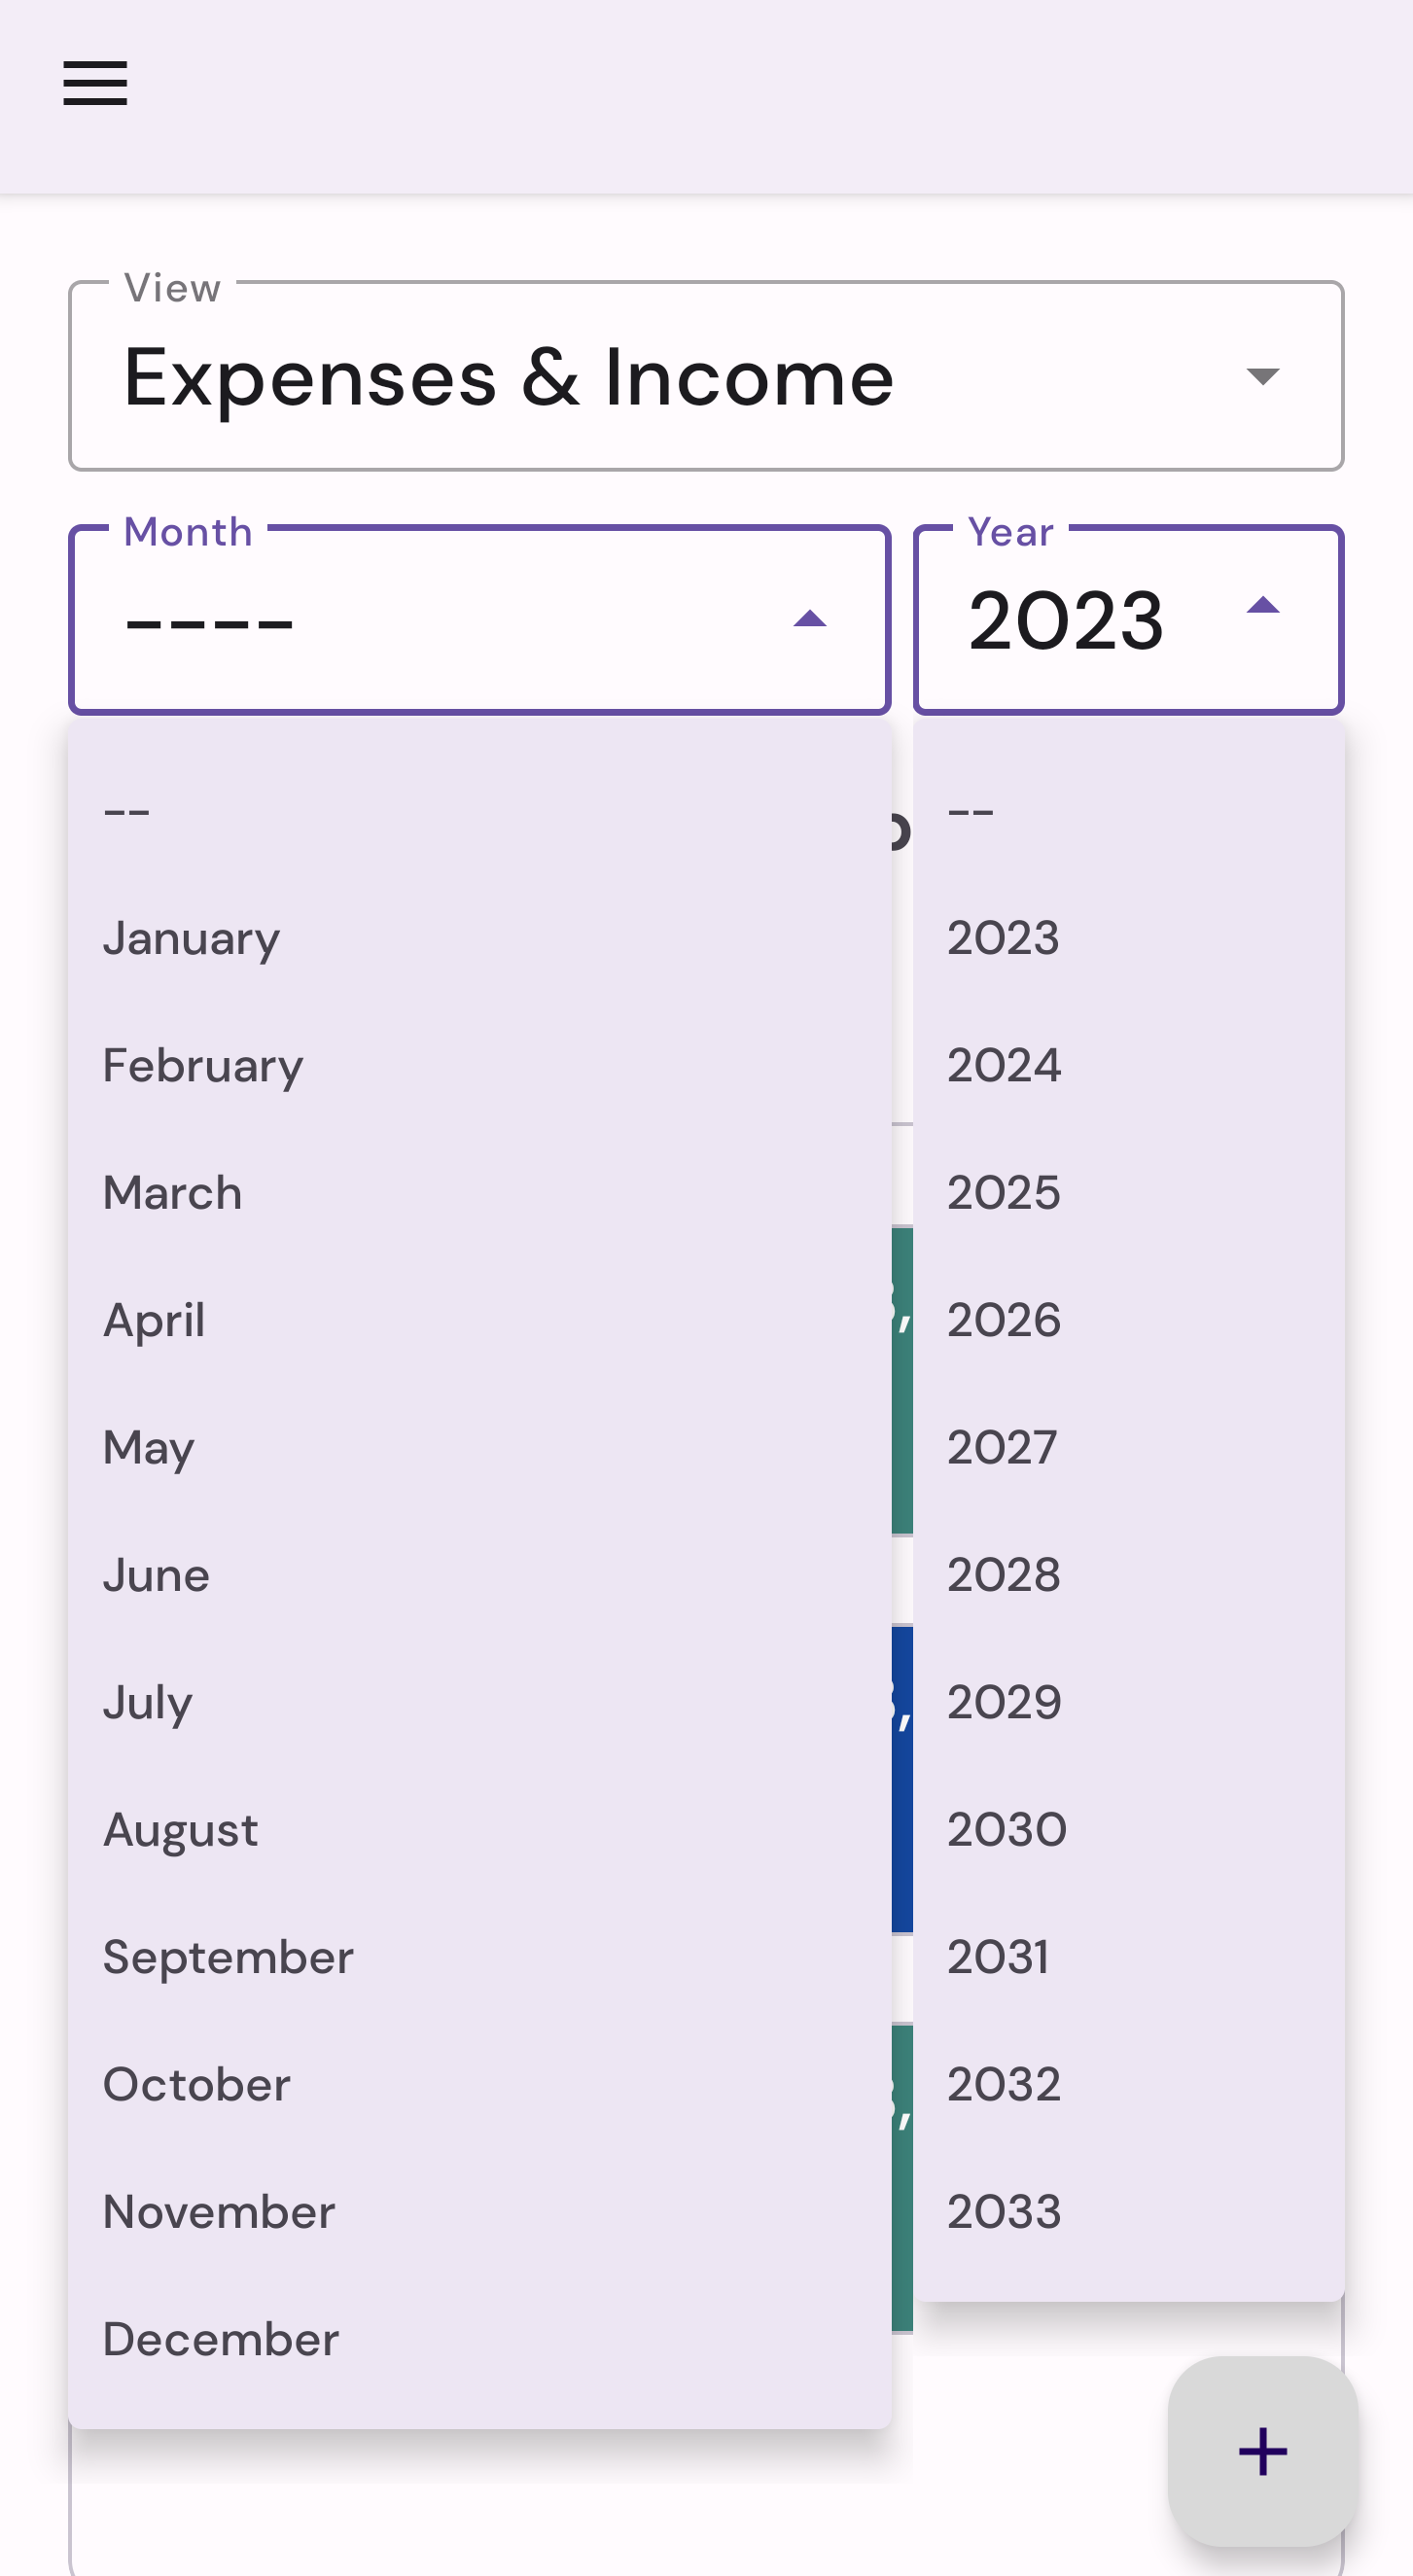 View
Expenses & Income
Month
Year
----
2023
--
January
February
March
April
May
June
July
August
September
October
November
December
--
2023
2024
2025
2026
2027
2028
2029
2030
2031
2032
2033
+